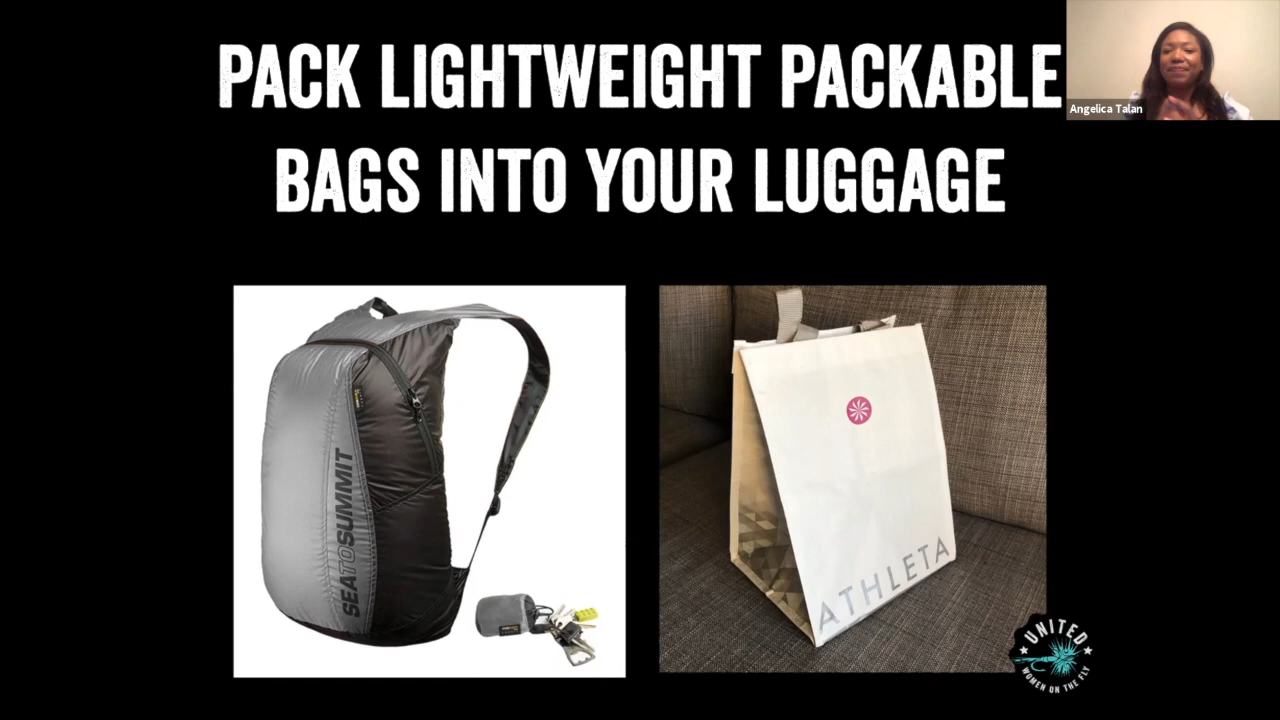 PACK LIGHTWEIGHT PACKABLE
BAGS INTO YOUR LUGGAGE
Angelica Talan
SEATOSUMMIT
ATHLETA
UNITED
WOMEN ON THE FLY